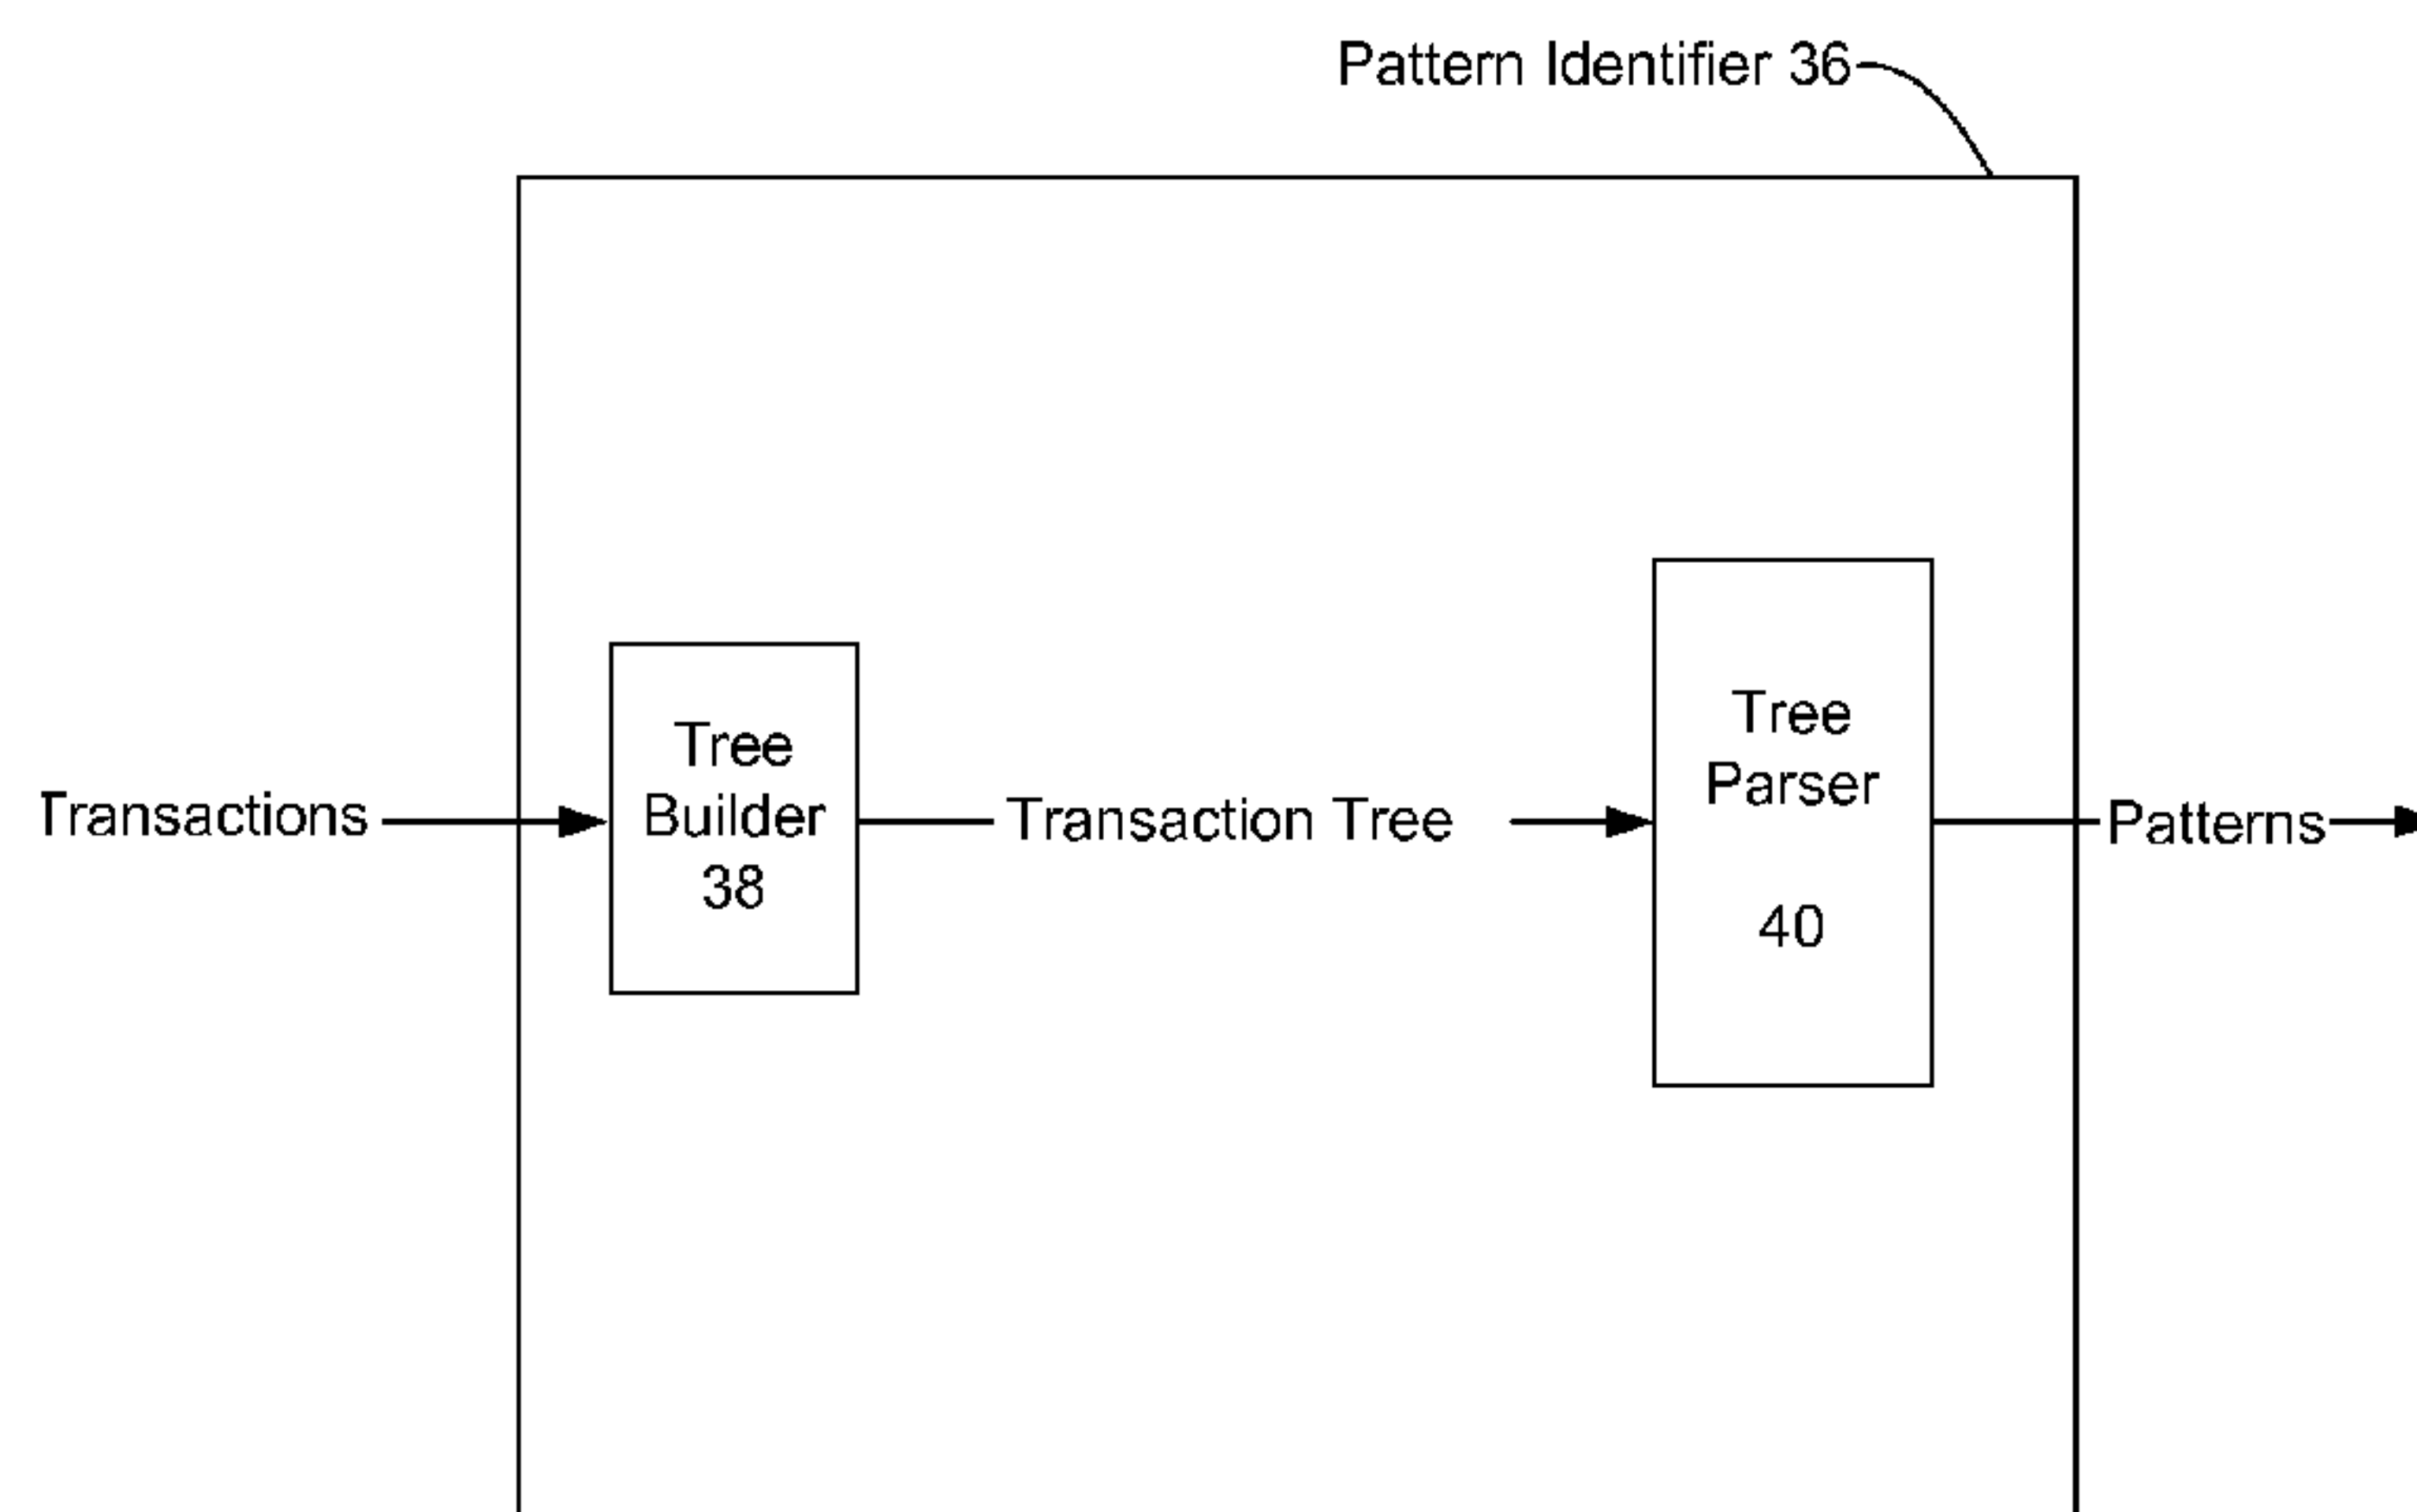 Pattern Identifier 36
Transactions
Tree
Builder
38
Transaction Tree
Tree
Parser
40
Patterns